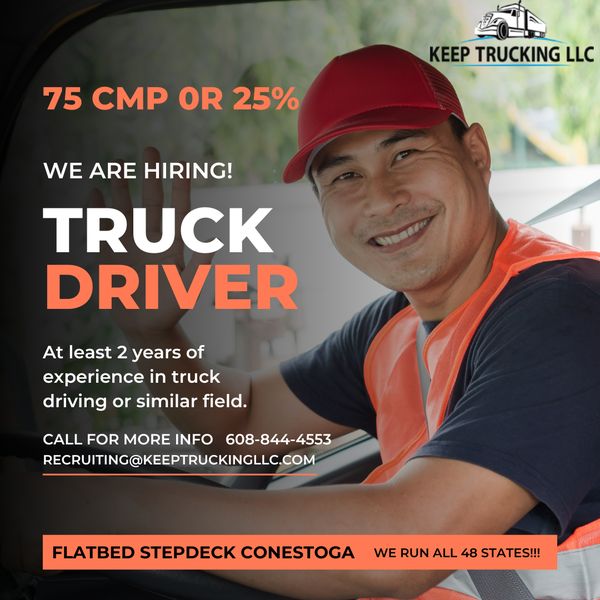 KEEP TRUCKING LLC
75 CMP 0R 25%
WE ARE HIRING!
TRUCK
DRIVER
At least 2 years of
experience in truck
driving or similar field.
CALL FOR MORE INFO 608-844-4553
RECRUITING@KEEPTRUCKINGLLC.COM
FLATBED STEPDECK CONESTOGA WE RUN ALL 48 STATES!!!